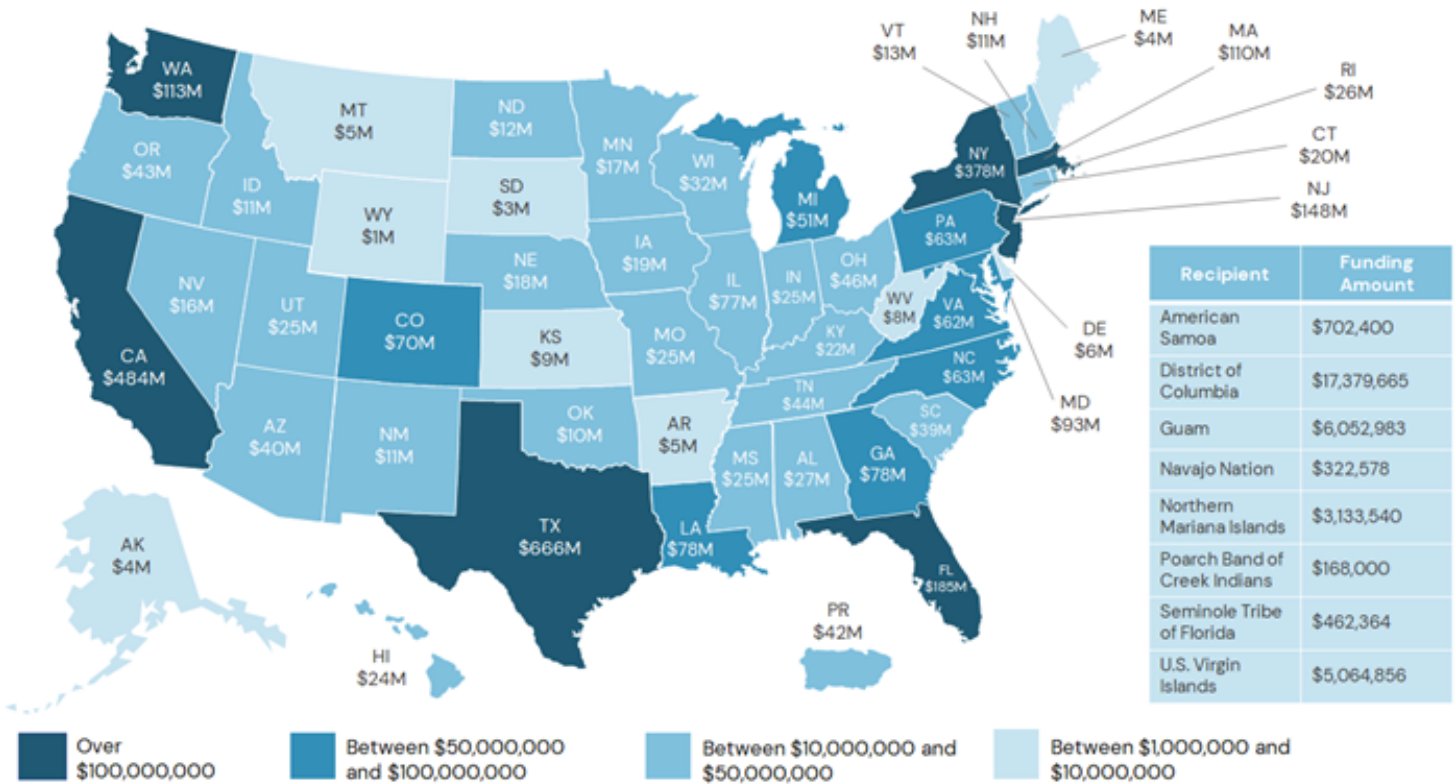 VT
$13M
NH
$11M
ME
$4M
MA
$110M
RI
$26M
CT
$20M
NJ
$148M
WA
$113M
MT
$5M
ND
$12M
MN
$17M
OR
$43M
ID
$11M
WY
$1M
SD
$3M
WI
$32M
MI
$51M
NY
$378M
PA
$63M
NV
$16M
UT
$25M
CO
$70M
NE
$18M
IA
$19M
IL
$77M
IN
$25M
OH
$46M
WV
$8M
VA
$62M
DE
$6M
MD
$93M
CA
$484M
KS
$9M
MO
$25M
KY
$22M
NC
$63M
TN
$44M
SC
$39M
AZ
$40M
NM
$11M
OK
$10M
AR
$5M
MS
$25M
AL
$27M
GA
$78M
TX
$666M
LA
$78M
FL
$185M
AK
$4M
HI
$24M
PR
$42M
Recipient
Funding
Amount
American
Samoa
$702,400
District of
Columbia
$17,379,665
Guam
$6,052,983
Navajo Nation
$322,578
Northern
Mariana Islands
$3,133,540
Poarch Band of
Creek Indians
$168,000
Seminole Tribe
of Florida
$462,364
U.S. Virgin
Islands
$5,064,856
Over
$100,000,000
Between $50,000,000
and $100,000,000
Between $10,000,000 and
$50,000,000
Between $1,000,000 and
$10,000,000